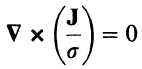 ∇ × (J/σ) = 0